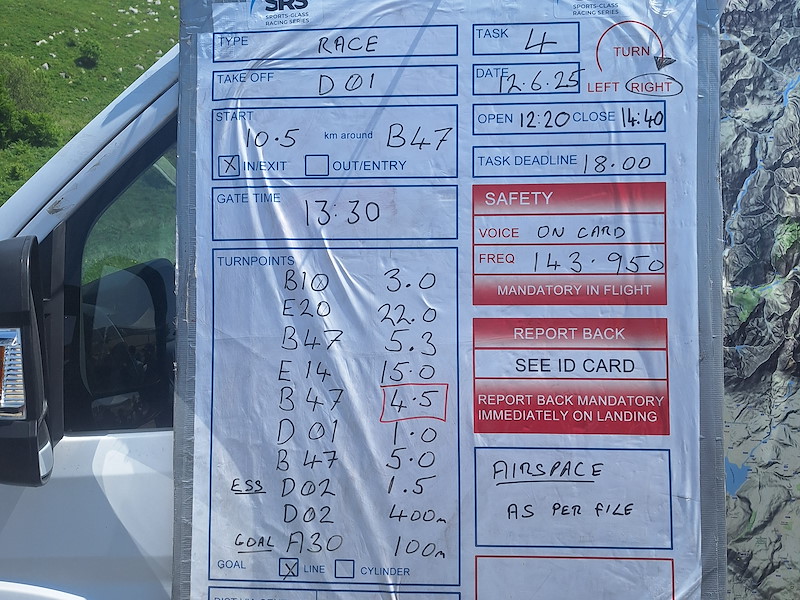 SRS
SPORTS-CLASS
RACING SERIES
SPORTS-CLASS
RACING SERIES
TYPE RACE
TASK 4
TURN
LEFT RIGHT
TAKE OFF D01
DATE 12.6.25
START
10.5 km around B47
X IN/EXIT OUT/ENTRY
OPEN 12:20 CLOSE 14:40
TASK DEADLINE 18.00
GATE TIME
13:30
SAFETY
VOICE ON CARD
FREQ 143.950
MANDATORY IN FLIGHT
TURNPOINTS
B10 3.0
E20 22.0
B47 5.3
E14 15.0
B47 4.5
D01 1.0
B47 5.0
ESS D02 1.5
D02 400m
GOAL A30 100m
GOAL X LINE CYLINDER
REPORT BACK
SEE ID CARD
REPORT BACK MANDATORY
IMMEDIATELY ON LANDING
AIRSPACE
AS PER FILE